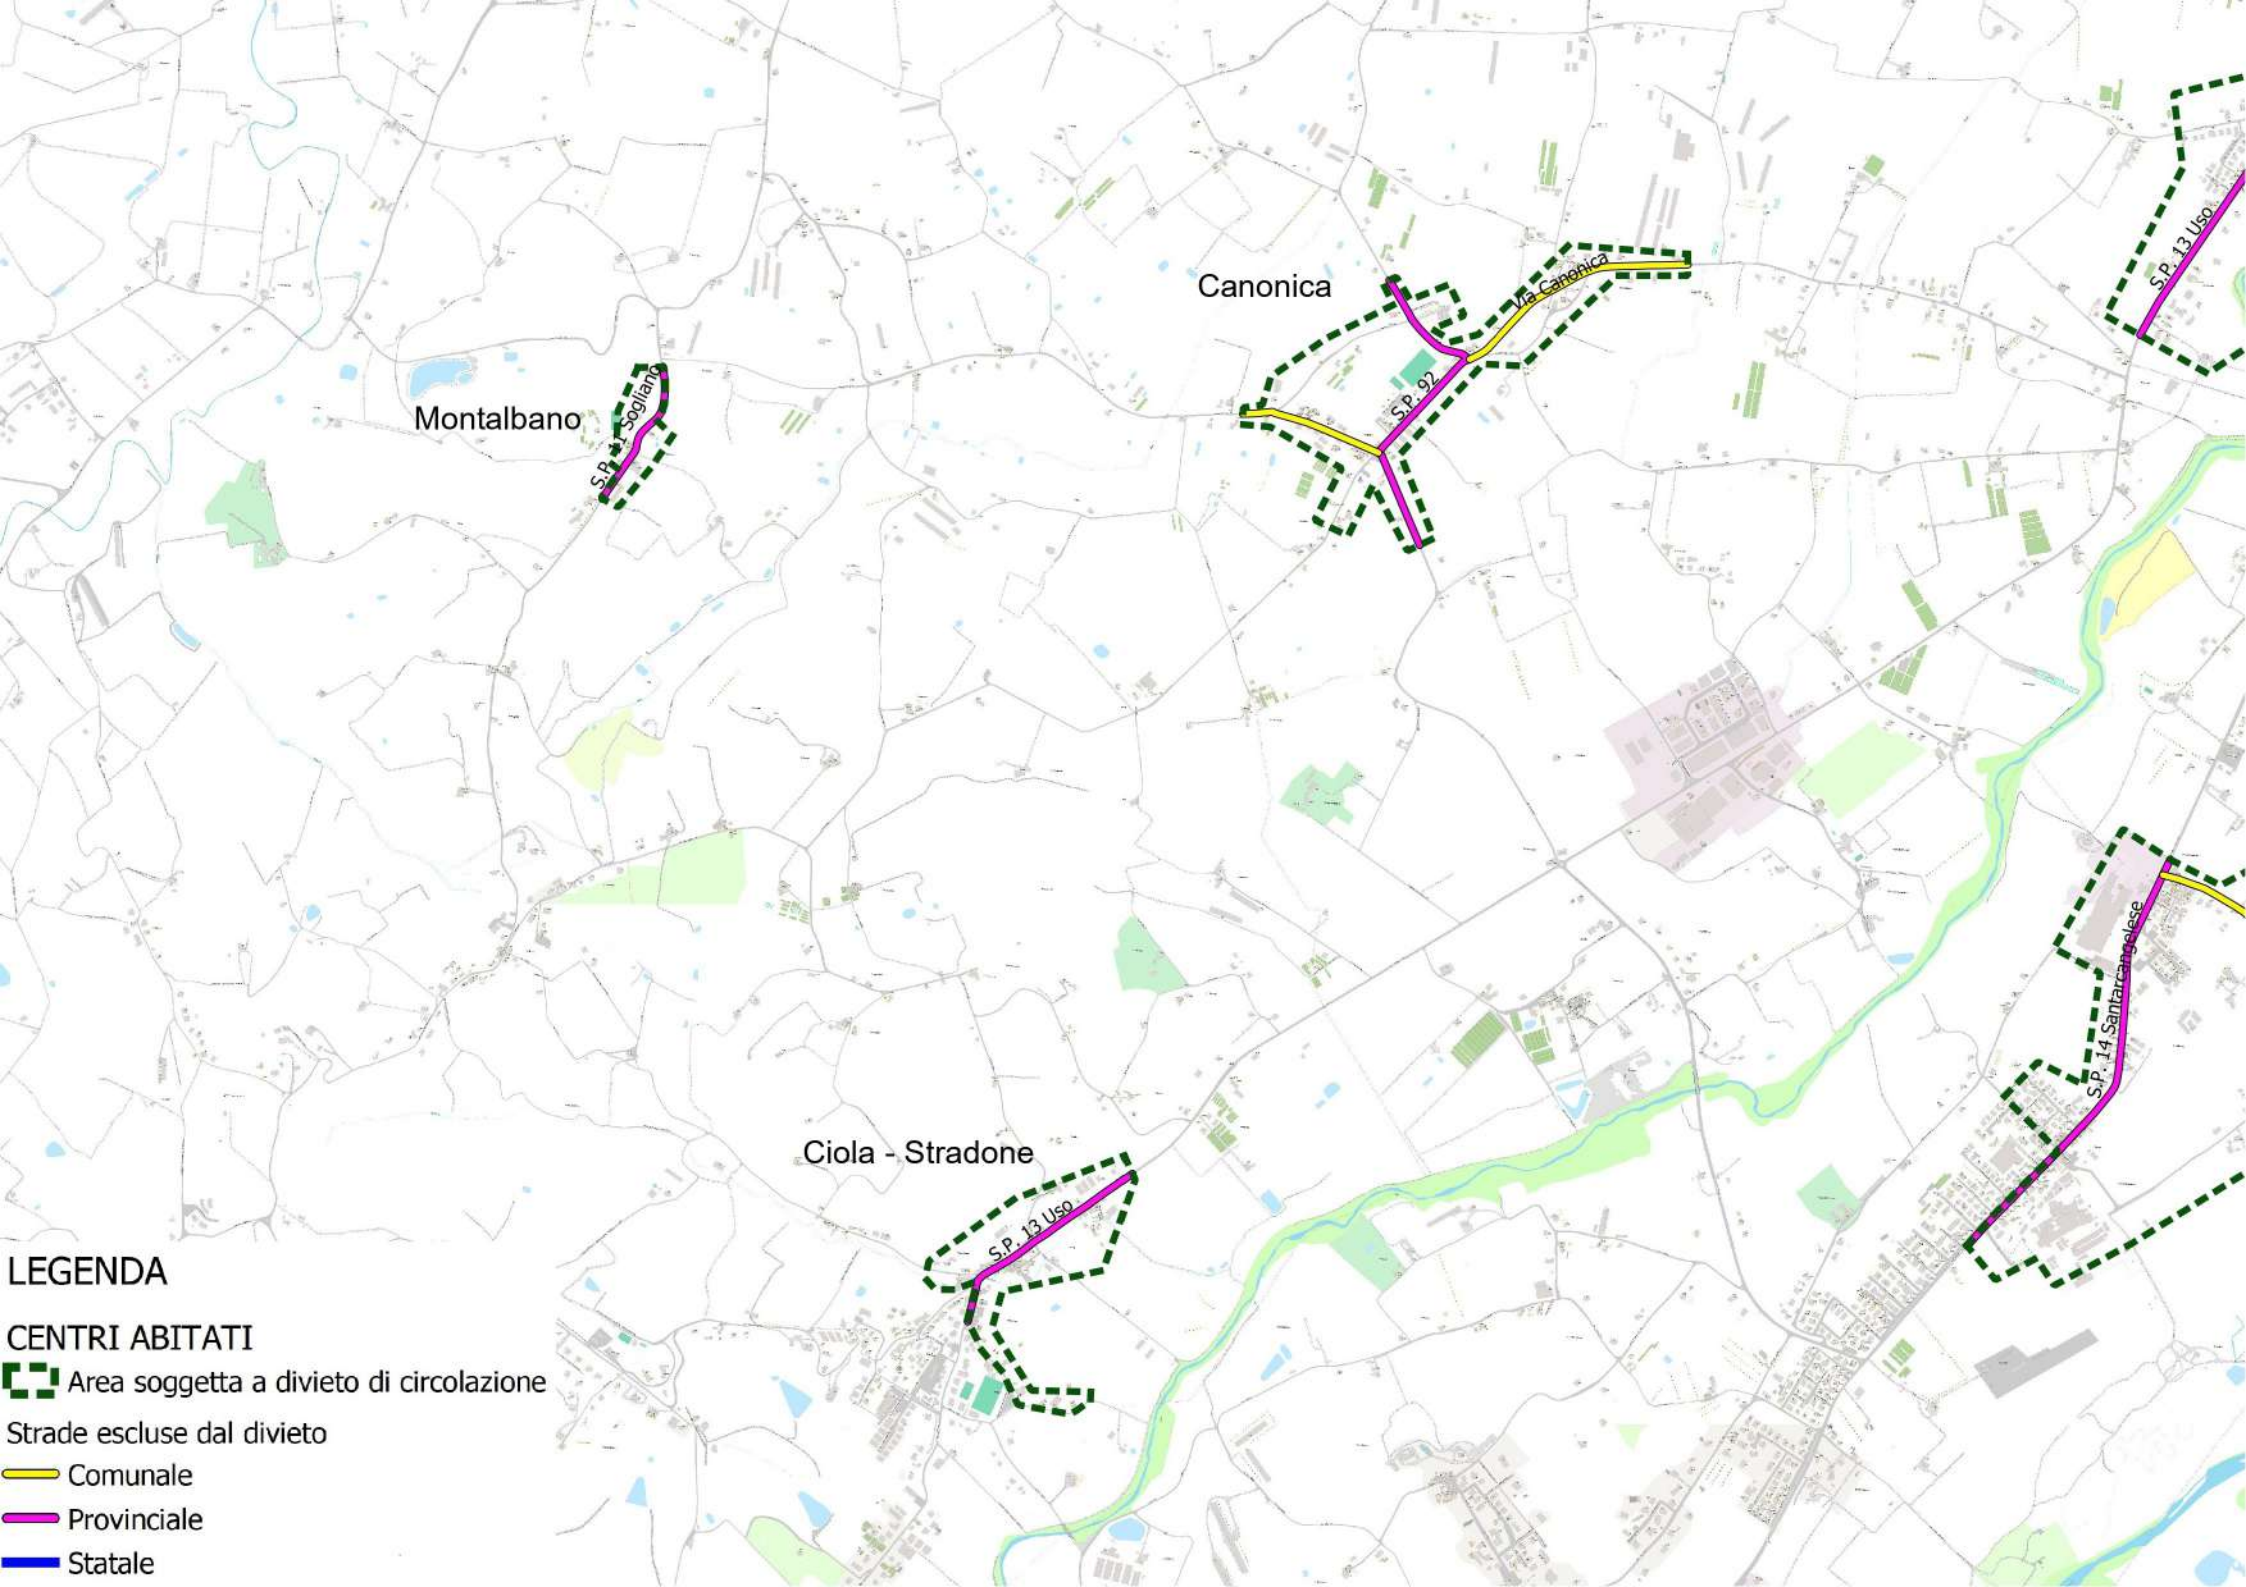 S.P. 13 Uso
Via Canonica
Canonica
S.P. 92
Montalbano
S.P. 11 Sogliano
S.P. 14 Santarcangelese
Ciola - Stradone
S.P. 13 Uso
LEGENDA
CENTRI ABITATI
Area soggetta a divieto di circolazione
Strade escluse dal divieto
Comunale
Provinciale
Statale